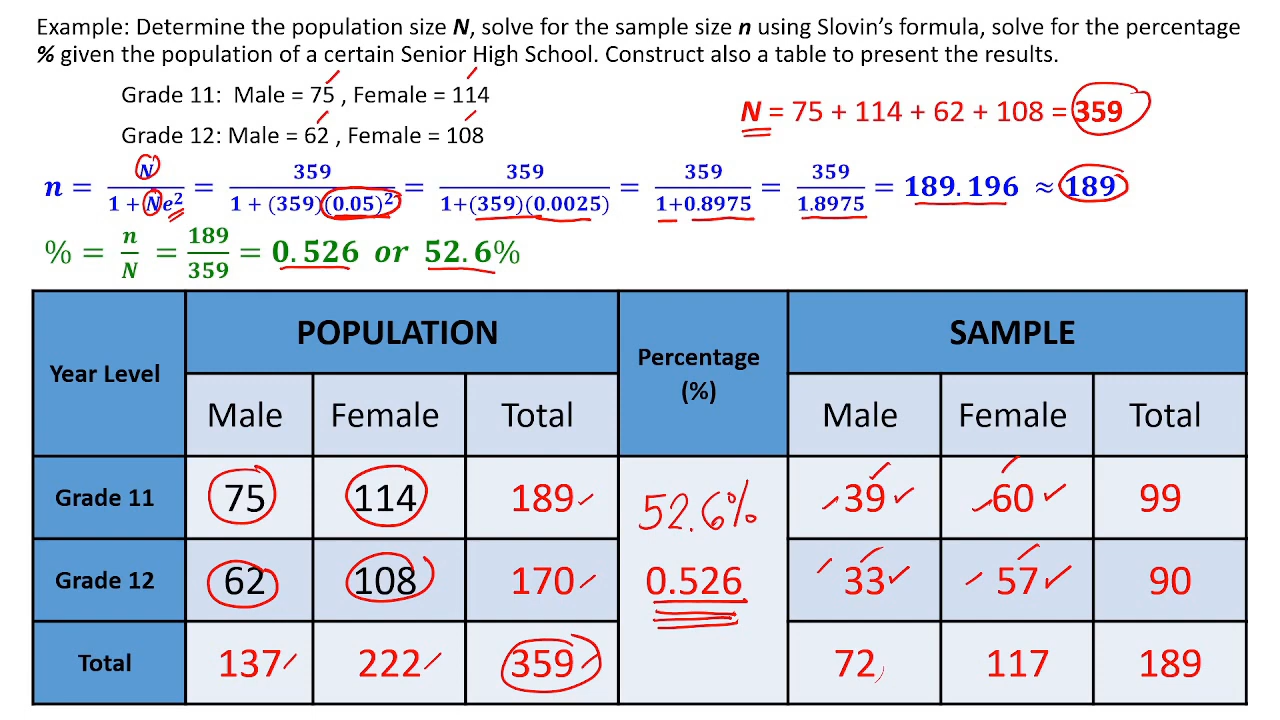 Example: Determine the population size N, solve for the sample size n using Slovin's formula, solve for the percentage
% given the population of a certain Senior High School. Construct also a table to present the results.
Grade 11: Male = 75 , Female = 114
Grade 12: Male = 62 , Female = 108
N = 75 + 114 + 62 + 108 = 359
n = N / (1 + Ne²) = 359 / (1 + (359)(0.05)²) = 359 / (1+(359)(0.0025)) = 359 / (1+0.8975) = 359 / 1.8975 = 189.196 ≈ 189
% = n / N = 189 / 359 = 0.526 or 52.6%
Year Level POPULATION Percentage (%) SAMPLE
Male Female Total Male Female Total
Grade 11 75 114 189 52.6% 39 60 99
Grade 12 62 108 170 0.526 33 57 90
Total 137 222 359 72 117 189